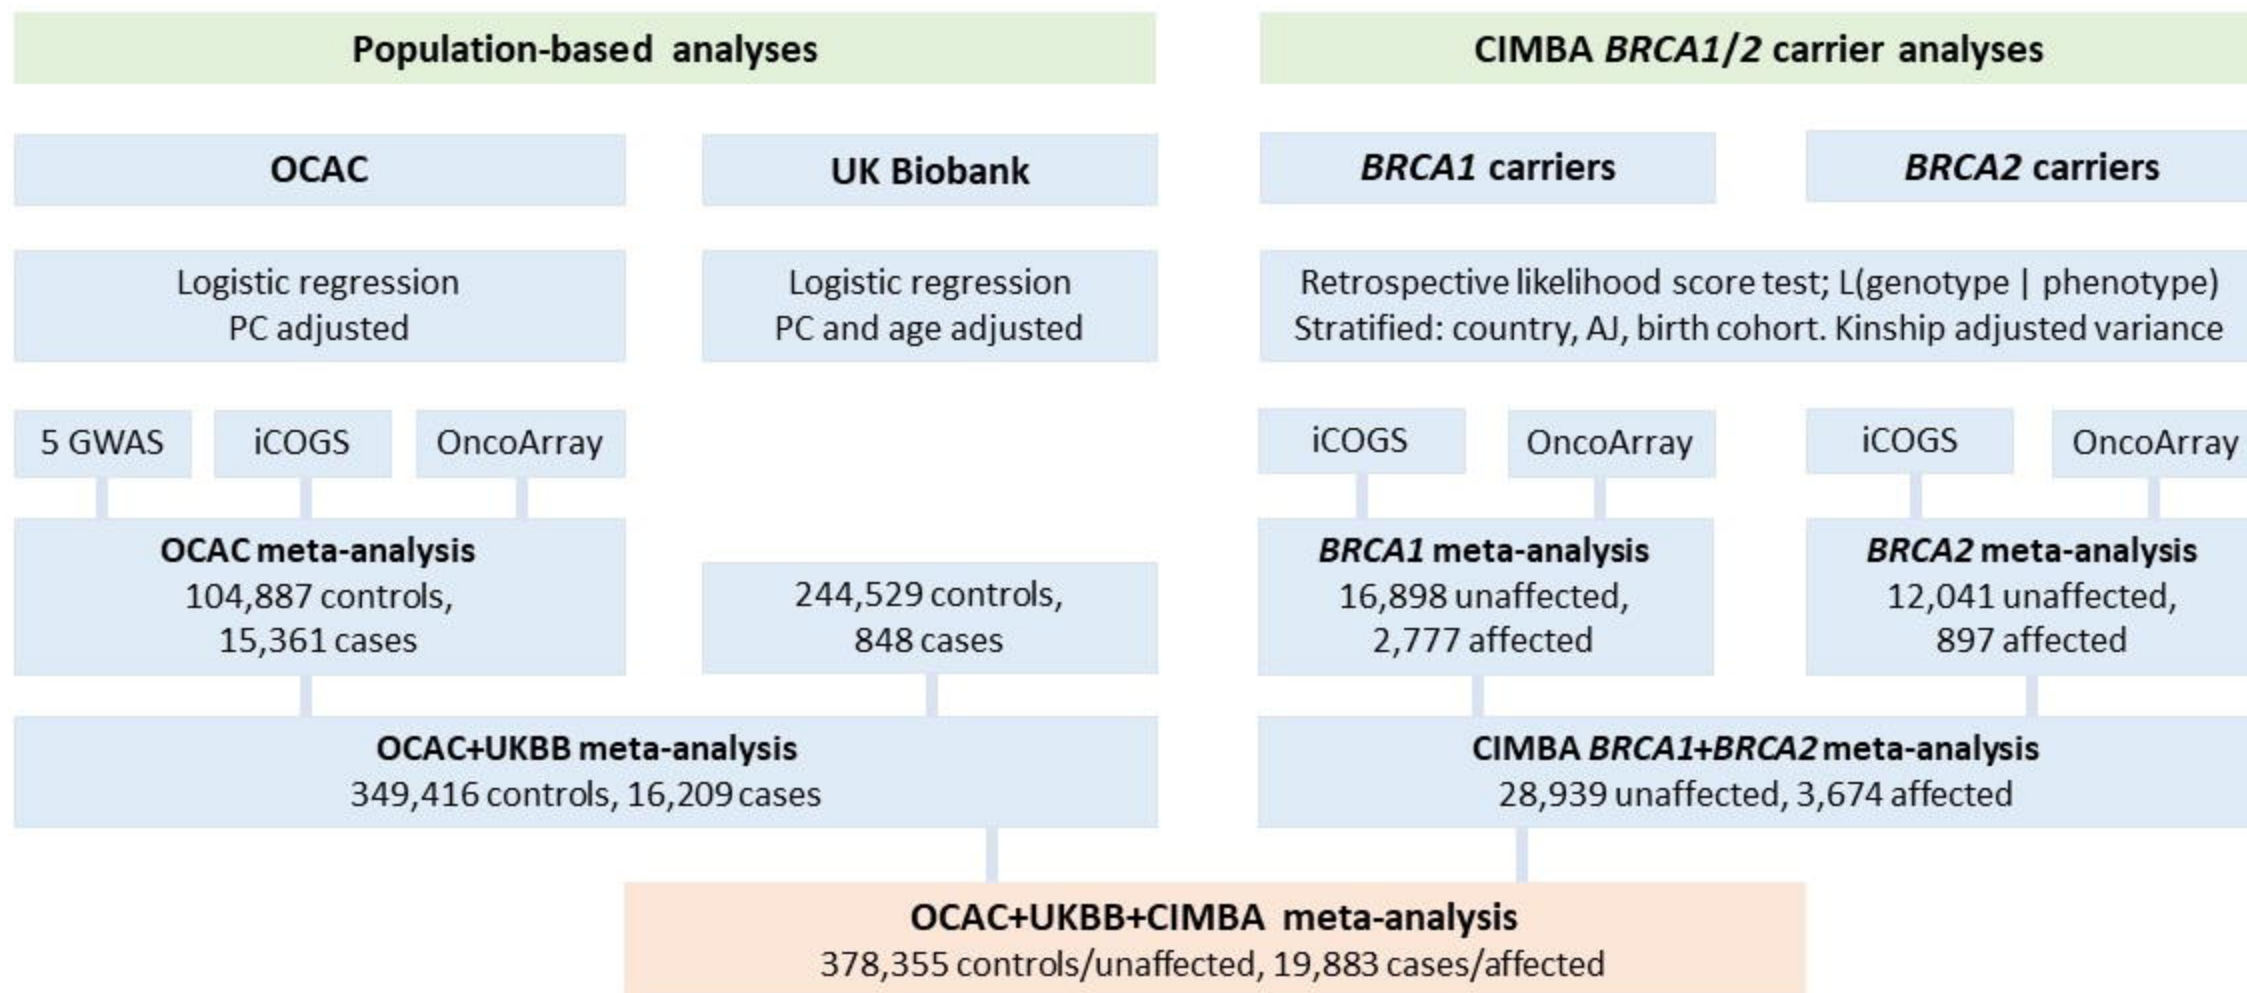 Population-based analyses
CIMBA BRCA1/2 carrier analyses
OCAC
UK Biobank
BRCA1 carriers
BRCA2 carriers
Logistic regression
PC adjusted
Logistic regression
PC and age adjusted
Retrospective likelihood score test; L(genotype | phenotype)
Stratified: country, AJ, birth cohort. Kinship adjusted variance
5 GWAS
iCOGS
OncoArray
iCOGS
OncoArray
iCOGS
OncoArray
OCAC meta-analysis
104,887 controls,
15,361 cases
244,529 controls,
848 cases
BRCA1 meta-analysis
16,898 unaffected,
2,777 affected
BRCA2 meta-analysis
12,041 unaffected,
897 affected
OCAC+UKBB meta-analysis
349,416 controls, 16,209 cases
CIMBA BRCA1+BRCA2 meta-analysis
28,939 unaffected, 3,674 affected
OCAC+UKBB+CIMBA meta-analysis
378,355 controls/unaffected, 19,883 cases/affected